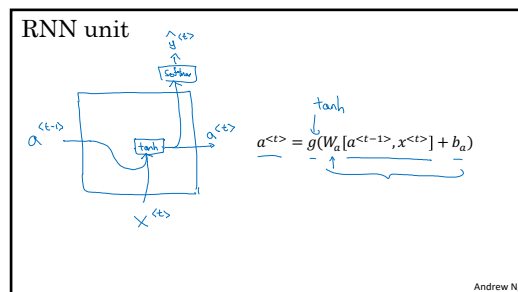 RNN unit
ŷ<t>
softmax
a<t-1>
tanh
a<t>
x<t>
tanh
a<t> = g(Wₐ[a<t-1>, x<t>] + bₐ)
Andrew N